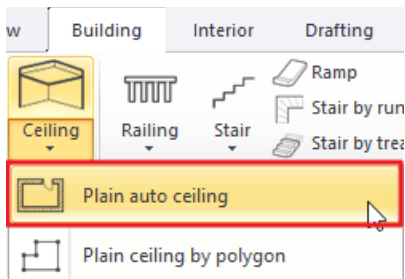 w Building Interior Drafting
Ramp
Stair by run
Ceiling Railing Stair Stair by trea
Plain auto ceiling
Plain ceiling by polygon